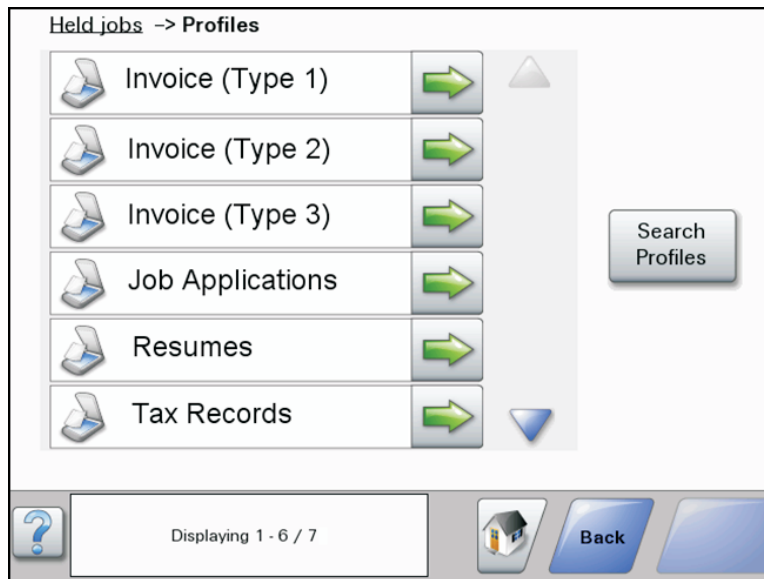 Held jobs –> Profiles
Invoice (Type 1)
Invoice (Type 2)
Invoice (Type 3)
Job Applications
Resumes
Tax Records
Search
Profiles
?
Displaying 1 - 6 / 7
Back